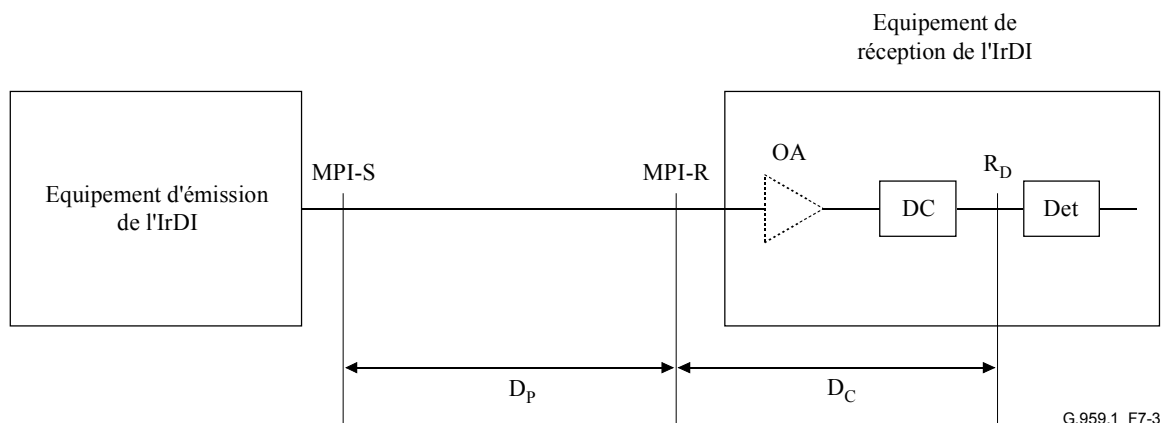 Equipement de
réception de l'IrDI
Equipement d'émission
de l'IrDI
MPI-S
MPI-R
OA
DC
R_D
Det
D_P
D_C
G.959.1_F7-3